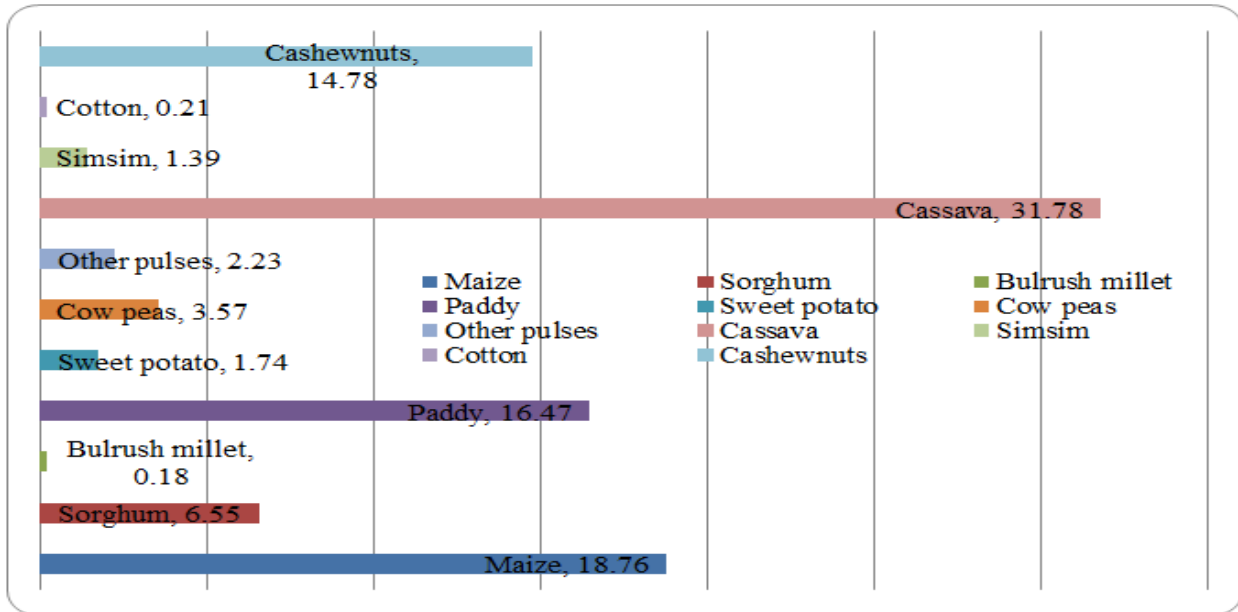 Cashewnuts,
14.78
Cotton, 0.21
Simsim, 1.39
Cassava, 31.78
Other pulses, 2.23
Cow peas, 3.57
Sweet potato, 1.74
Paddy, 16.47
Bulrush millet,
0.18
Sorghum, 6.55
Maize, 18.76
Maize Sorghum Bulrush millet
Paddy Sweet potato Cow peas
Other pulses Cassava Simsim
Cotton Cashewnuts